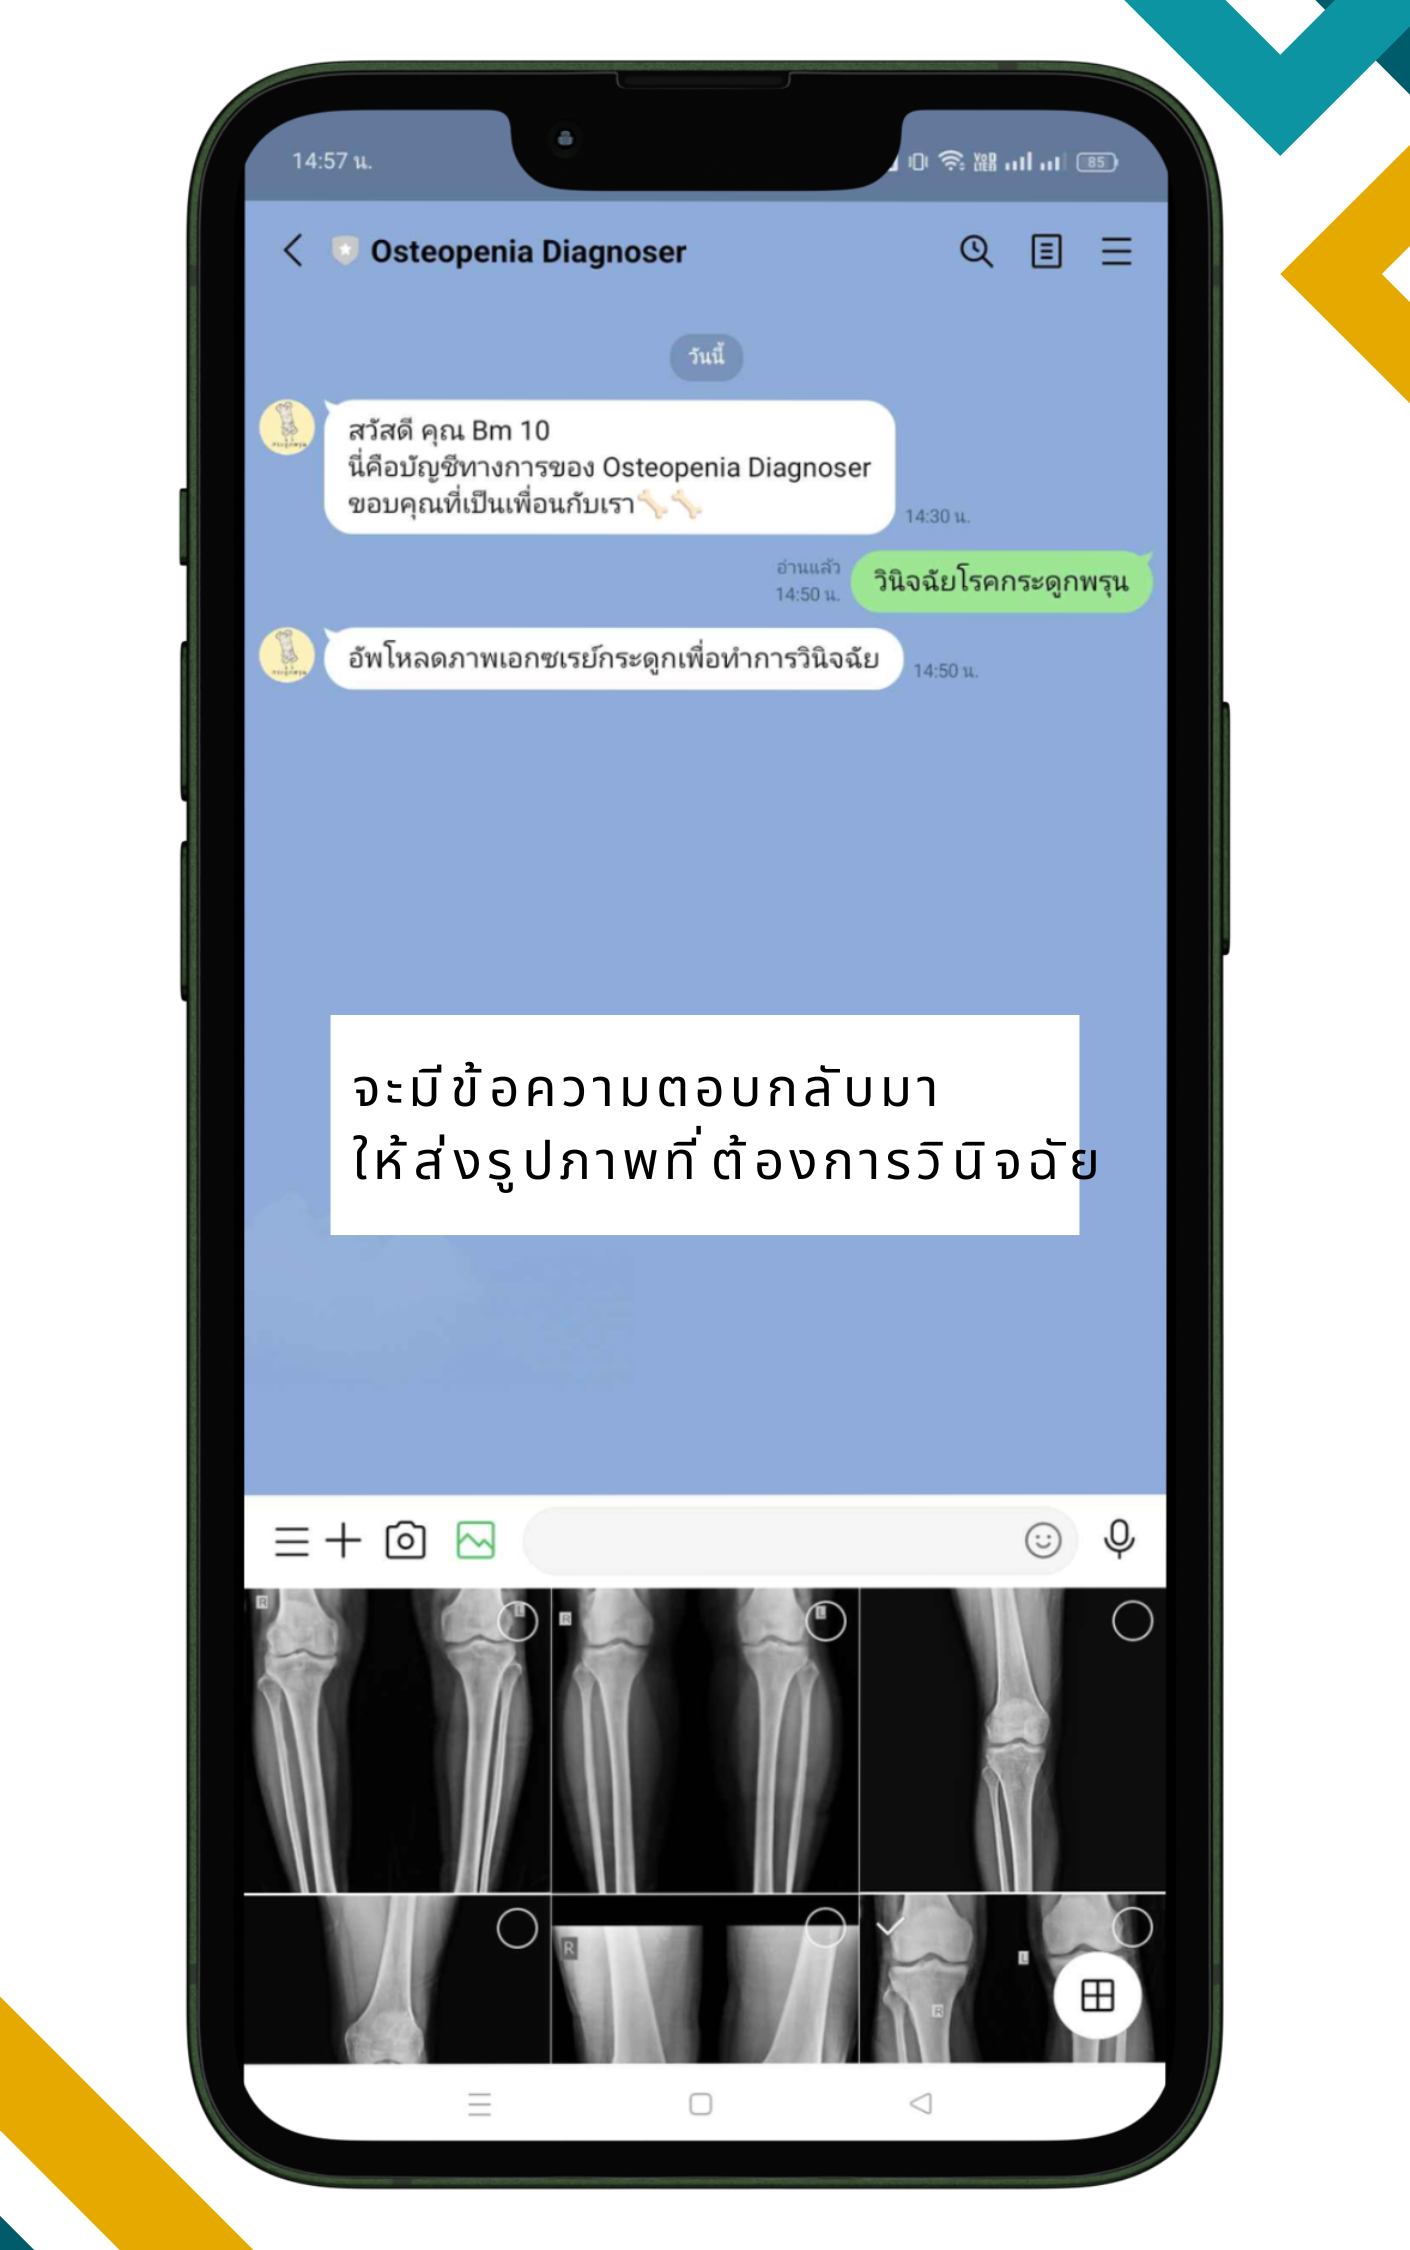 14:57 น.
85
Osteopenia Diagnoser
วันนี้
สวัสดี คุณ Bm 10
นี่คือบัญชีทางการของ Osteopenia Diagnoser
ขอบคุณที่เป็นเพื่อนกับเรา🦴🦴
14:30 น.
อ่านแล้ว
14:50 น.
วินิจฉัยโรคกระดูกพรุน
อัพโหลดภาพเอกซเรย์กระดูกเพื่อทำการวินิจฉัย
14:50 น.
จะมีข้อความตอบกลับมา
ให้ส่งรูปภาพที่ต้องการวินิจฉัย
R
L
R
L
R
L
R